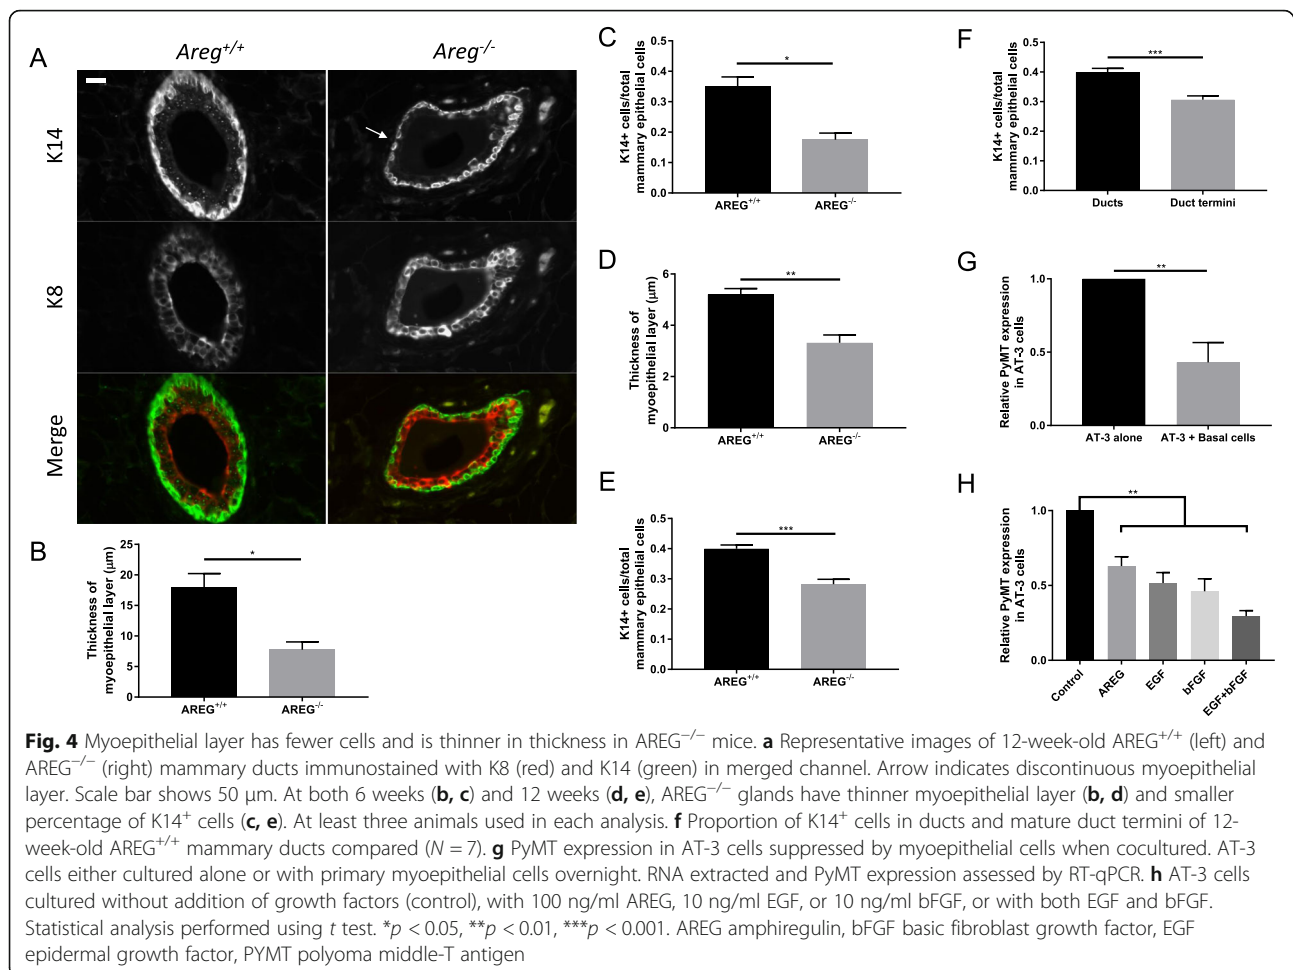 A
Areg+/+
Areg-/-
K14
K8
Merge
B
Thickness of
myoepithelial layer (µm)
25
20
15
10
5
0
*
AREG+/+
AREG-/-
C
K14+ cells/total
mammary epithelial cells
0.5
0.4
0.3
0.2
0.1
0.0
*
AREG+/+
AREG-/-
D
Thickness of
myoepithelial layer (µm)
6
4
2
0
**
AREG+/+
AREG-/-
E
K14+ cells/total
mammary epithelial cells
0.5
0.4
0.3
0.2
0.1
0.0
***
AREG+/+
AREG-/-
F
K14+ cells/total
mammary epithelial cells
0.5
0.4
0.3
0.2
0.1
0.0
***
Ducts
Duct termini
G
Relative PyMT expression
in AT-3 cells
1.0
0.5
0.0
**
AT-3 alone
AT-3 + Basal cells
H
Relative PyMT expression
in AT-3 cells
1.0
0.5
0.0
**
Control
AREG
EGF
bFGF
EGF+bFGF
Fig. 4 Myoepithelial layer has fewer cells and is thinner in thickness in AREG−/− mice. a Representative images of 12-week-old AREG+/+ (left) and
AREG−/− (right) mammary ducts immunostained with K8 (red) and K14 (green) in merged channel. Arrow indicates discontinuous myoepithelial
layer. Scale bar shows 50 μm. At both 6 weeks (b, c) and 12 weeks (d, e), AREG−/− glands have thinner myoepithelial layer (b, d) and smaller
percentage of K14+ cells (c, e). At least three animals used in each analysis. f Proportion of K14+ cells in ducts and mature duct termini of 12-
week-old AREG+/+ mammary ducts compared (N = 7). g PyMT expression in AT-3 cells suppressed by myoepithelial cells when cocultured. AT-3
cells either cultured alone or with primary myoepithelial cells overnight. RNA extracted and PyMT expression assessed by RT-qPCR. h AT-3 cells
cultured without addition of growth factors (control), with 100 ng/ml AREG, 10 ng/ml EGF, or 10 ng/ml bFGF, or with both EGF and bFGF.
Statistical analysis performed using t test. *p < 0.05, **p < 0.01, ***p < 0.001. AREG amphiregulin, bFGF basic fibroblast growth factor, EGF
epidermal growth factor, PYMT polyoma middle-T antigen